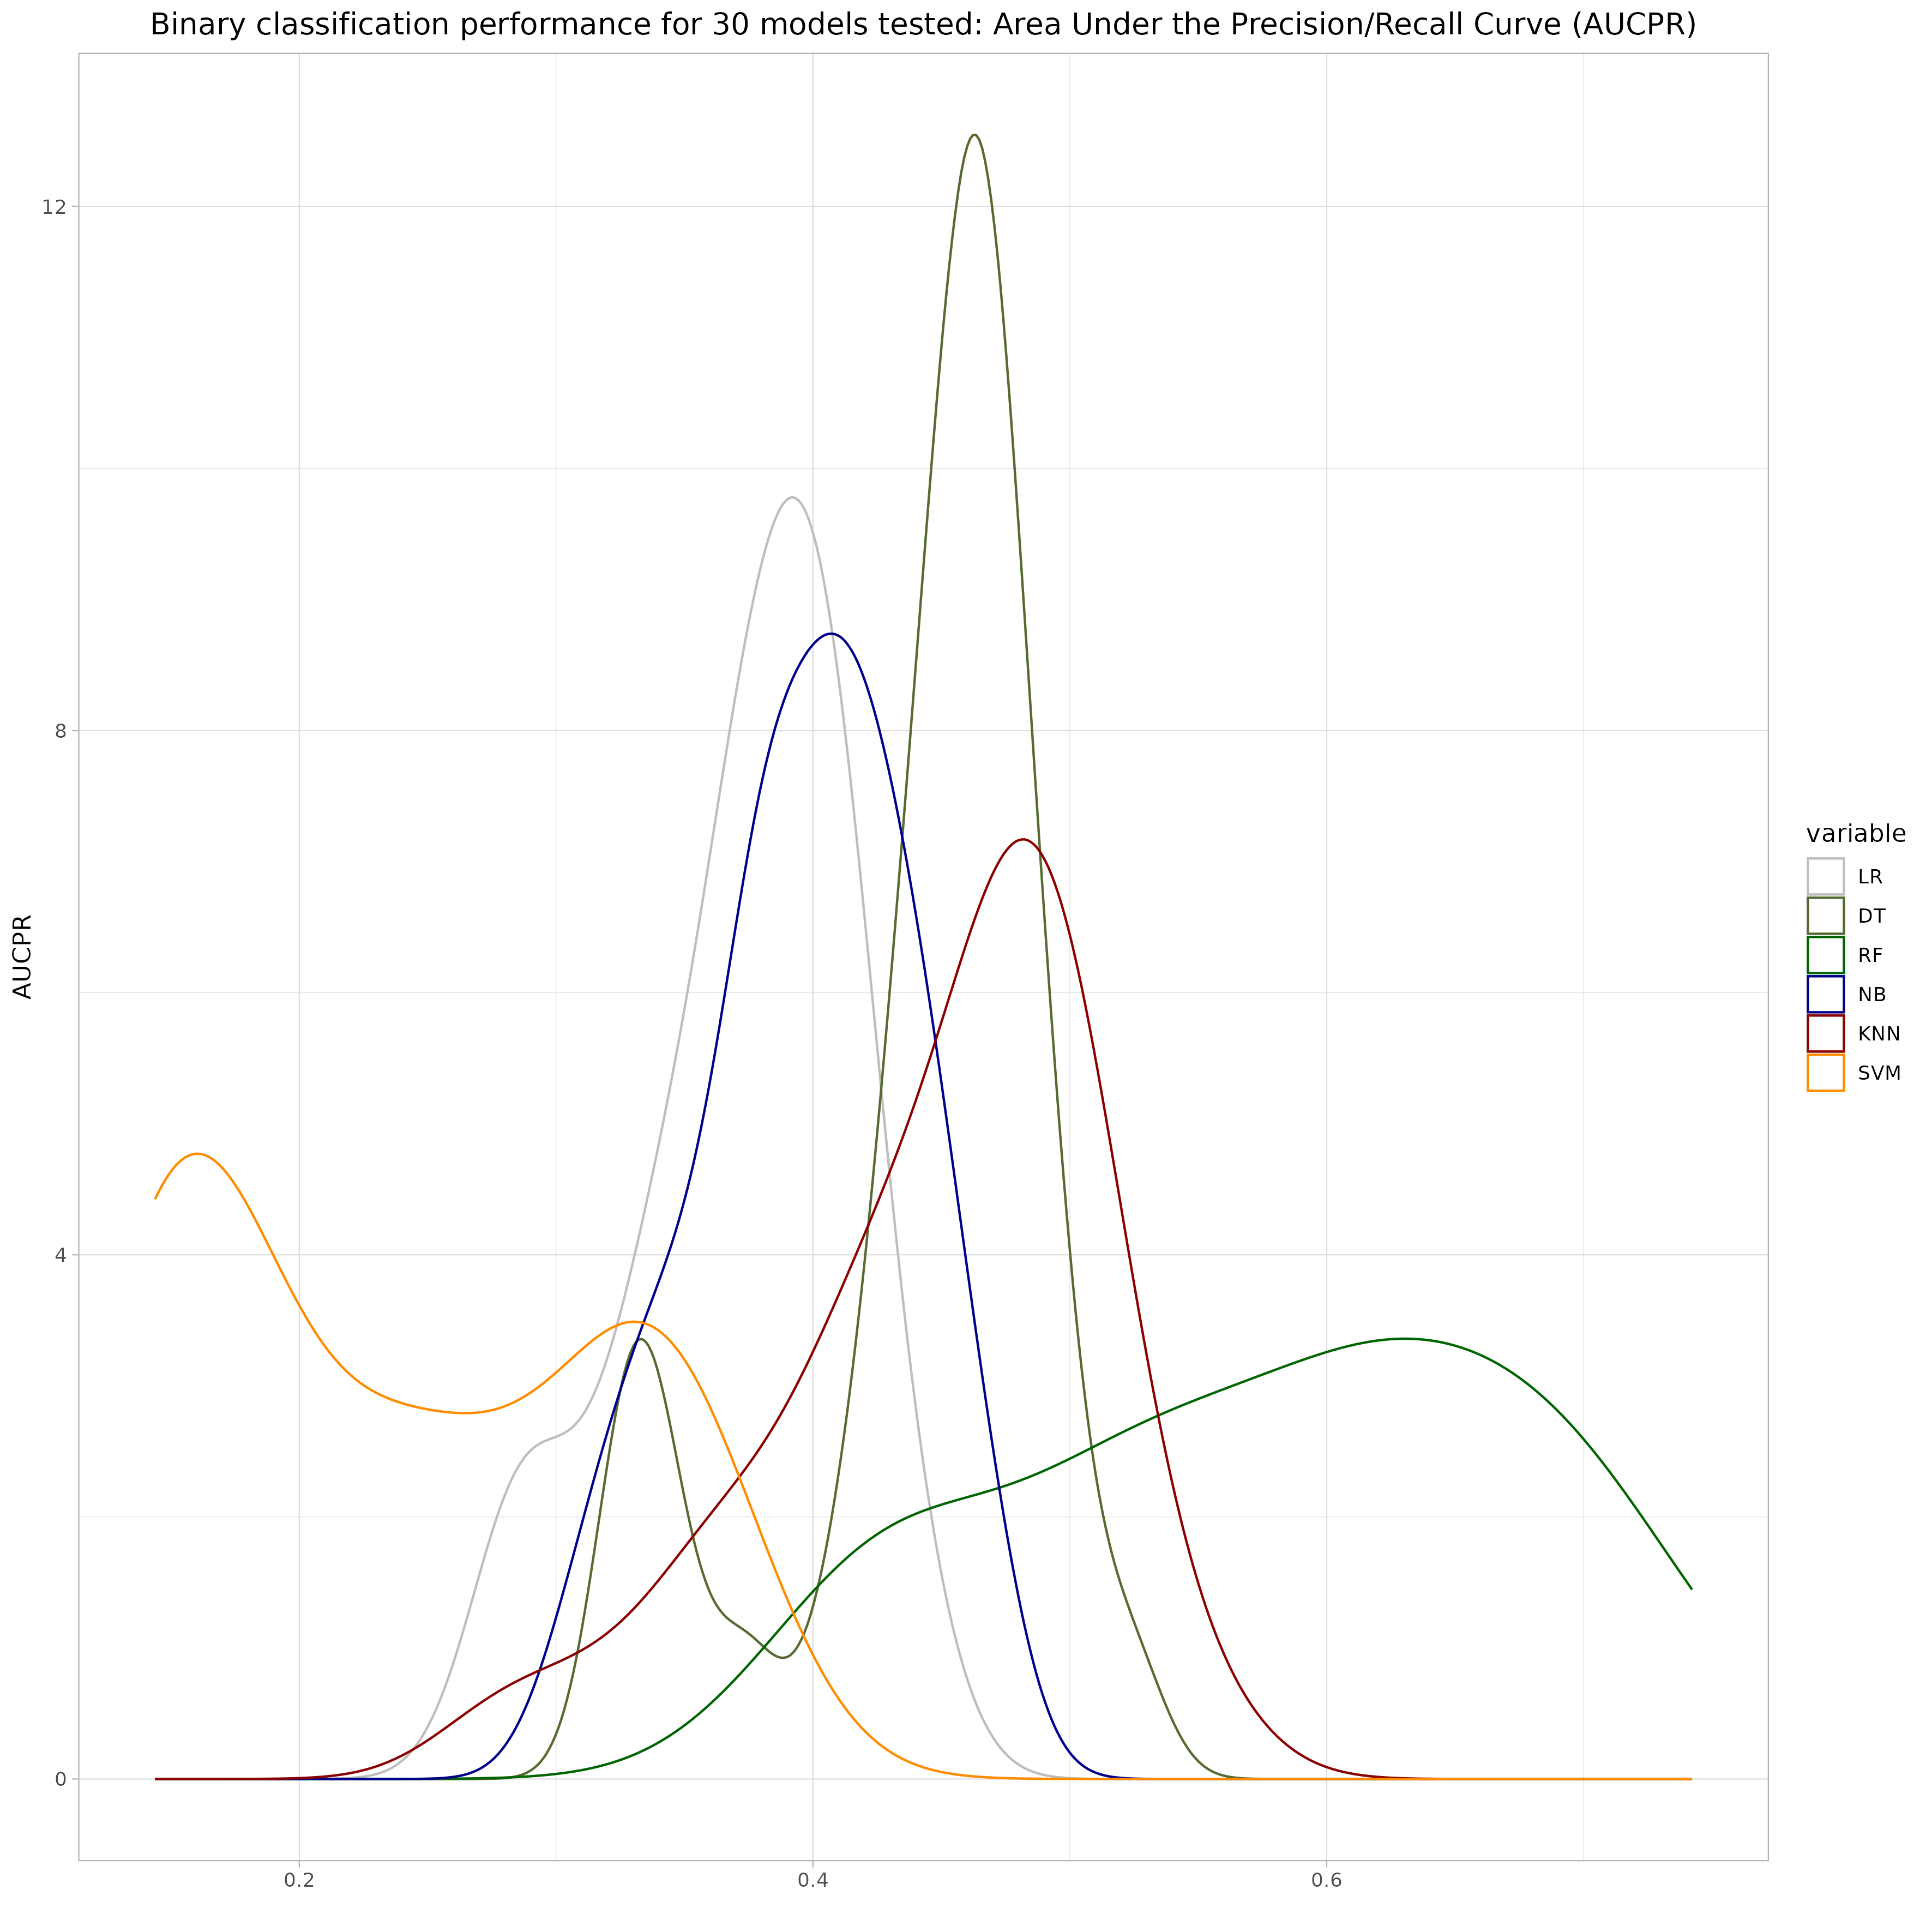 Binary classification performance for 30 models tested: Area Under the Precision/Recall Curve (AUCPR)
12
8
4
0
AUCPR
0.2
0.4
0.6
variable
LR
DT
RF
NB
KNN
SVM